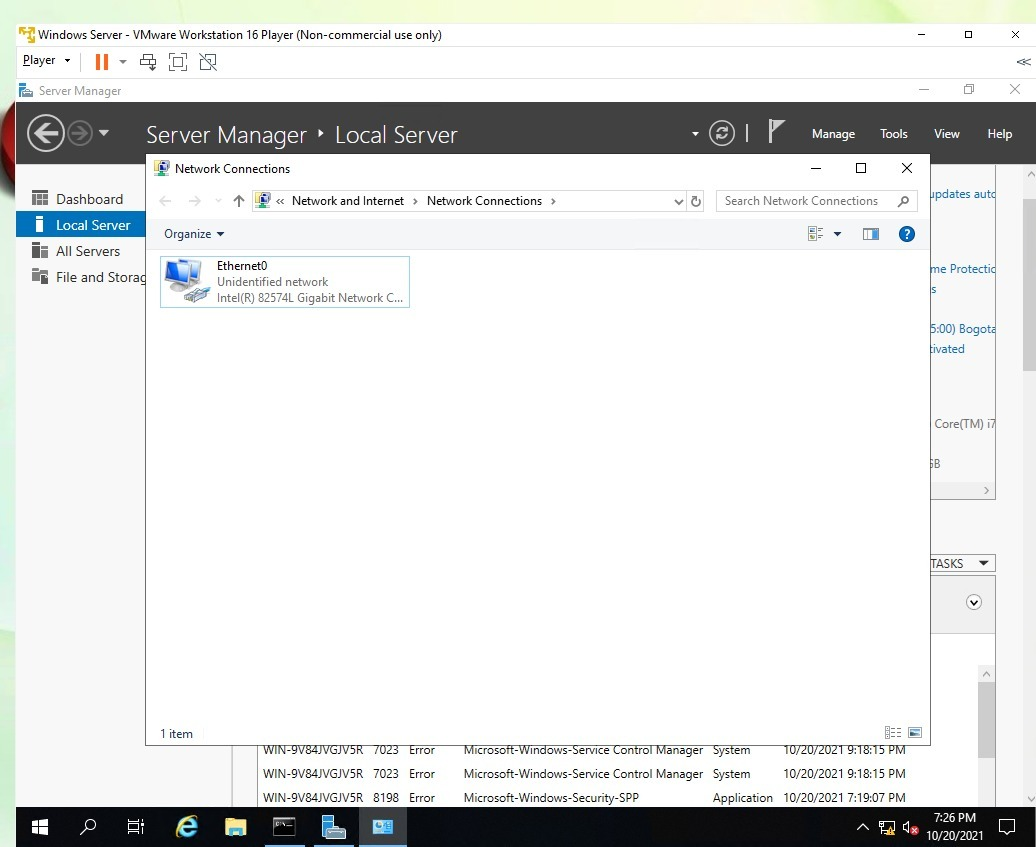 Windows Server - VMware Workstation 16 Player (Non-commercial use only)
Player
Server Manager
Server Manager Local Server
Manage Tools View Help
Network Connections
« Network and Internet > Network Connections >
Search Network Connections
Organize
Dashboard
Local Server
All Servers
File and Storag
Ethernet0
Unidentified network
Intel(R) 82574L Gigabit Network C...
updates auto
me Protectio
s
5:00) Bogota
tivated
Core(TM) i7
GB
TASKS
1 item
WIN-9V84JVGJV5R 7023 Error Microsoft-Windows-Service Control Manager System 10/20/2021 9:18:15 PM
WIN-9V84JVGJV5R 7023 Error Microsoft-Windows-Service Control Manager System 10/20/2021 9:18:15 PM
WIN-9V84JVGJV5R 8198 Error Microsoft-Windows-Security-SPP Application 10/20/2021 7:19:07 PM
7:26 PM
10/20/2021